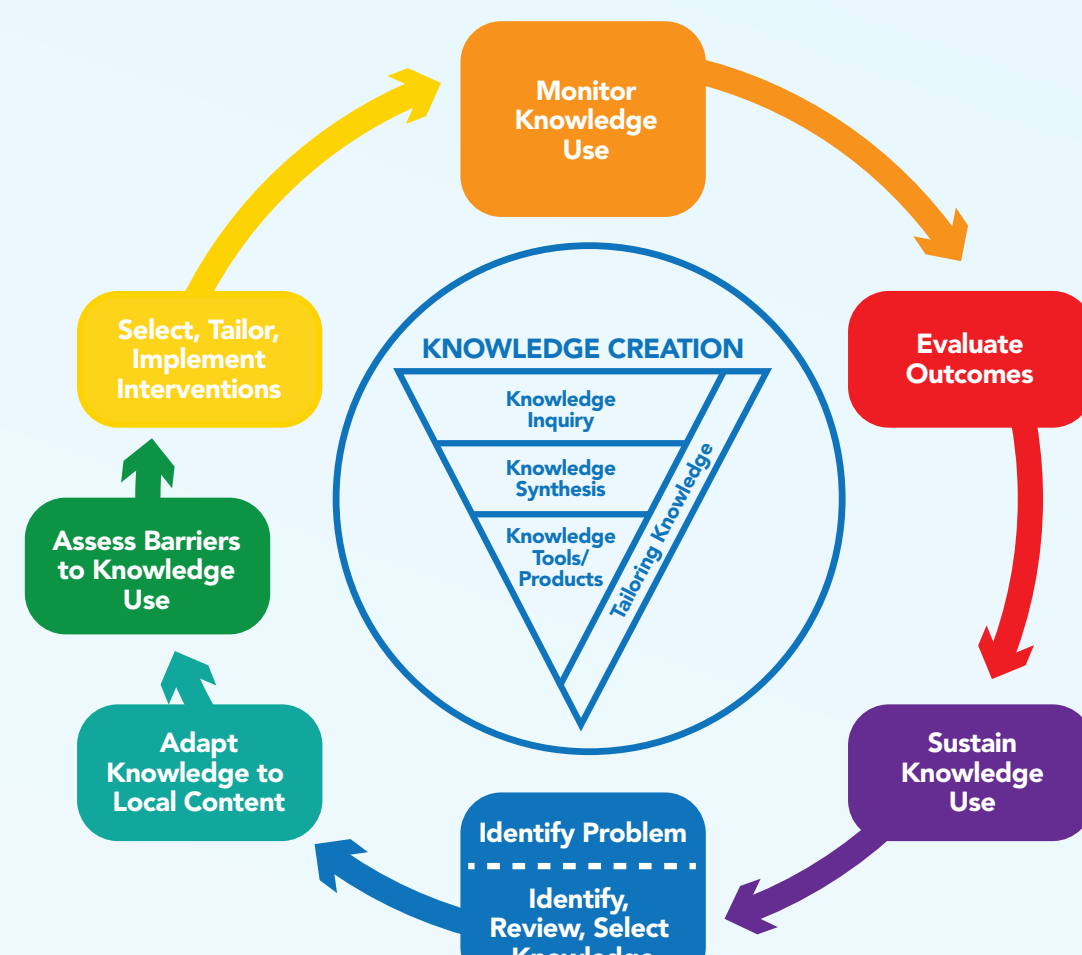 Monitor
Knowledge
Use
Select, Tailor,
Implement
Interventions
Evaluate
Outcomes
KNOWLEDGE CREATION
Knowledge
Inquiry
Knowledge
Synthesis
Knowledge
Tools/
Products
Tailoring Knowledge
Assess Barriers
to Knowledge
Use
Adapt
Knowledge to
Local Content
Sustain
Knowledge
Use
Identify Problem
Identify,
Review, Select
Knowledge